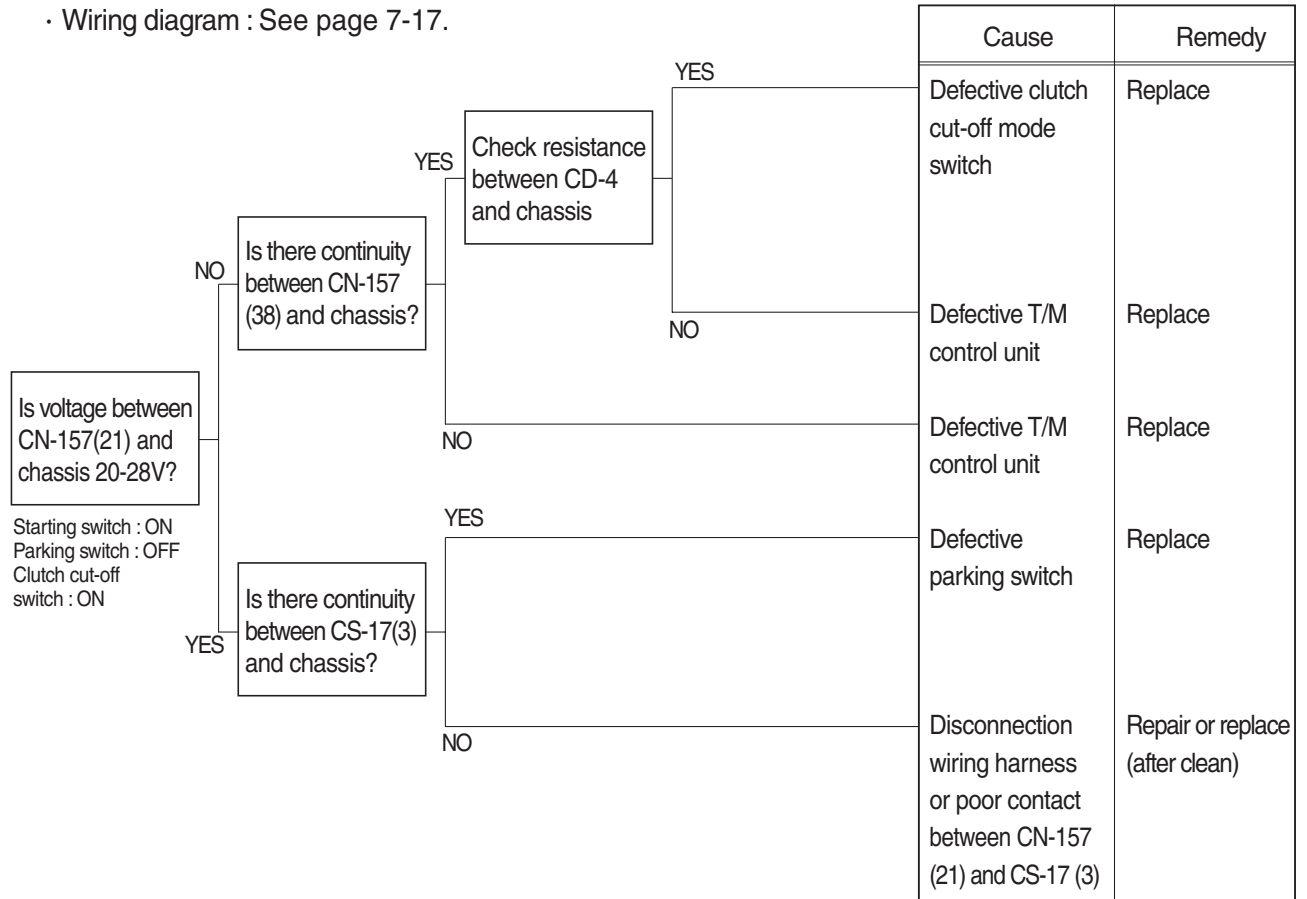 · Wiring diagram : See page 7-17.
Cause
Remedy
YES
Defective clutch
cut-off mode
switch
Replace
YES
Check resistance
between CD-4
and chassis
NO
Is there continuity
between CN-157
(38) and chassis?
NO
Defective T/M
control unit
Replace
Is voltage between
CN-157(21) and
chassis 20-28V?
NO
Defective T/M
control unit
Replace
Starting switch : ON
Parking switch : OFF
Clutch cut-off
switch : ON
YES
Defective
parking switch
Replace
YES
Is there continuity
between CS-17(3)
and chassis?
NO
Disconnection
wiring harness
or poor contact
between CN-157
(21) and CS-17 (3)
Repair or replace
(after clean)